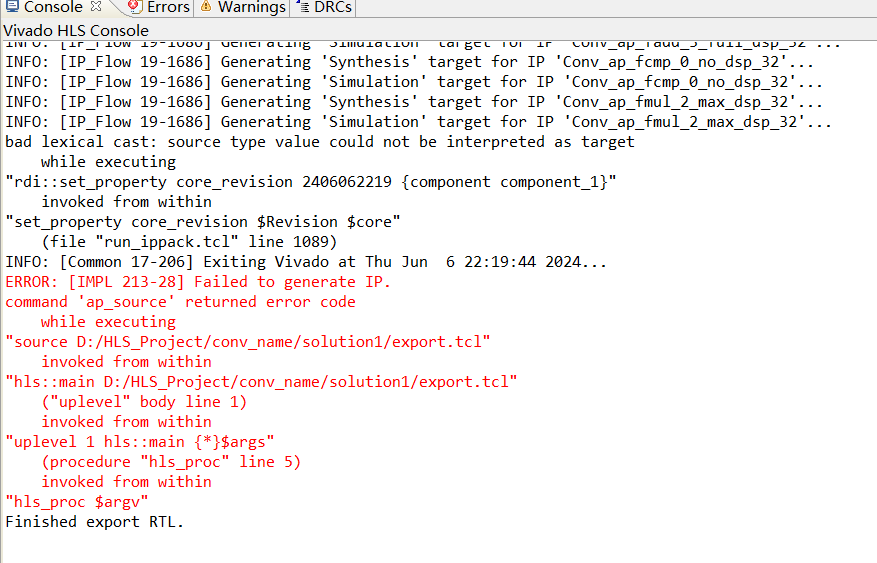 Console Errors Warnings DRCs
Vivado HLS Console
INFO: [IP_Flow 19-1686] Generating 'Simulation' target for IP 'Conv_ap_fadd_3_full_dsp_32'...
INFO: [IP_Flow 19-1686] Generating 'Synthesis' target for IP 'Conv_ap_fcmp_0_no_dsp_32'...
INFO: [IP_Flow 19-1686] Generating 'Simulation' target for IP 'Conv_ap_fcmp_0_no_dsp_32'...
INFO: [IP_Flow 19-1686] Generating 'Synthesis' target for IP 'Conv_ap_fmul_2_max_dsp_32'...
INFO: [IP_Flow 19-1686] Generating 'Simulation' target for IP 'Conv_ap_fmul_2_max_dsp_32'...
bad lexical cast: source type value could not be interpreted as target
    while executing
"rdi::set_property core_revision 2406062219 {component component_1}"
    invoked from within
"set_property core_revision $Revision $core"
    (file "run_ippack.tcl" line 1089)
INFO: [Common 17-206] Exiting Vivado at Thu Jun  6 22:19:44 2024...
ERROR: [IMPL 213-28] Failed to generate IP.
command 'ap_source' returned error code
    while executing
"source D:/HLS_Project/conv_name/solution1/export.tcl"
    invoked from within
"hls::main D:/HLS_Project/conv_name/solution1/export.tcl"
    ("uplevel" body line 1)
    invoked from within
"uplevel 1 hls::main {*}$args"
    (procedure "hls_proc" line 5)
    invoked from within
"hls_proc $argv"
Finished export RTL.